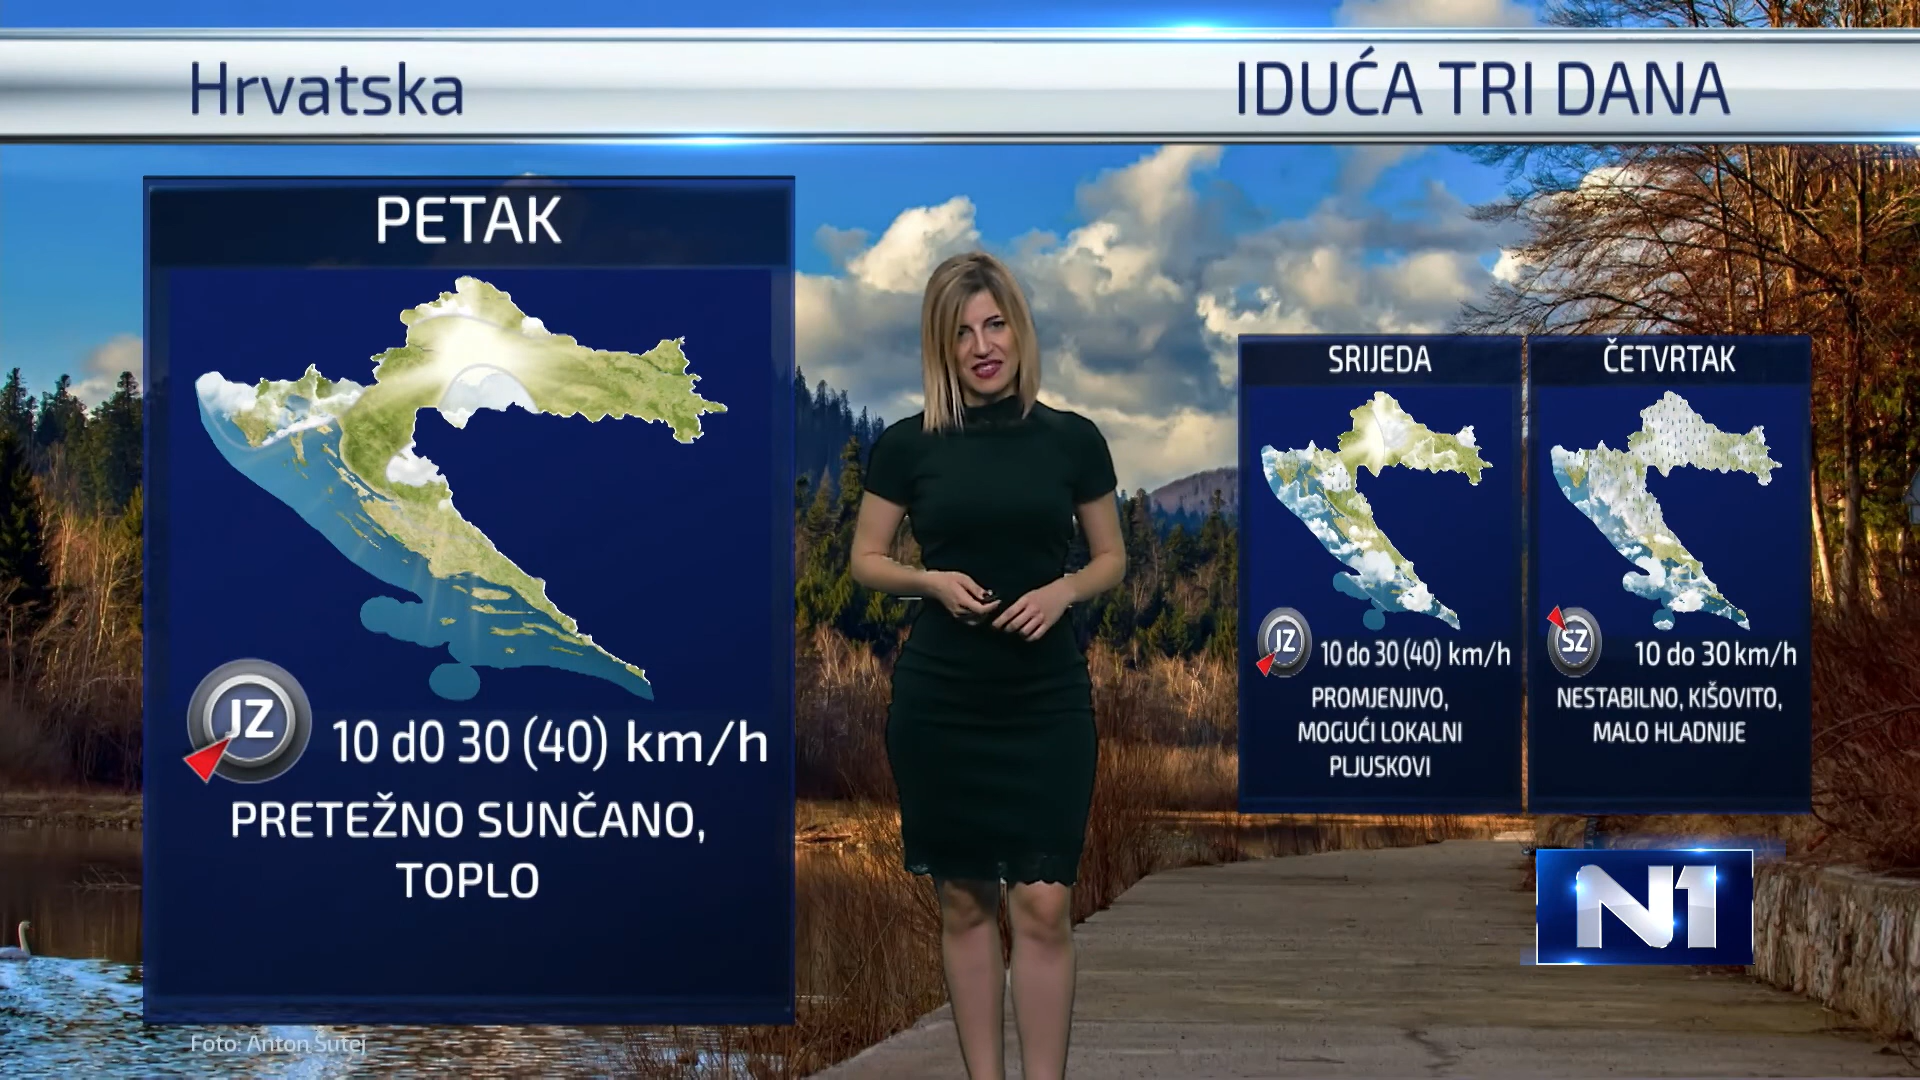 Hrvatska
IDUĆA TRI DANA
PETAK
JZ
10 d0 30 (40) km/h
PRETEŽNO SUNČANO,
TOPLO
SRIJEDA
JZ
10 do 30 (40) km/h
PROMJENJIVO,
MOGUĆI LOKALNI
PLJUSKOVI
ČETVRTAK
SZ
10 do 30 km/h
NESTABILNO, KIŠOVITO,
MALO HLADNIJE
N1
Foto: Anton Šutej